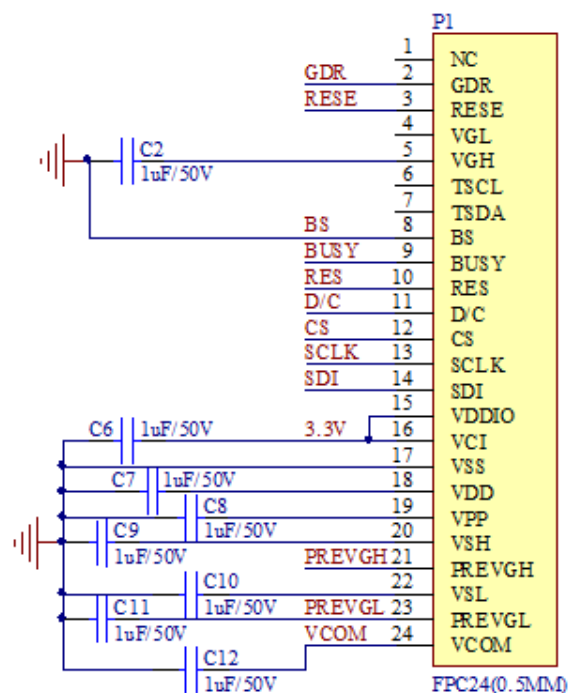 P1
1 NC
GDR 2 GDR
RESE 3 RESE
4 VGL
C2 5 VGH
1uF/50V
6 TSCL
7 TSDA
BS 8 BS
BUSY 9 BUSY
RES 10 RES
D/C 11 D/C
CS 12 CS
SCLK 13 SCLK
SDI 14 SDI
15 VDDIO
C6 1uF/50V 3.3V 16 VCI
17 VSS
C7 1uF/50V 18 VDD
C8 19 VPP
1uF/50V
C9 20 VSH
1uF/50V
PREVGH 21 PREVGH
C10 22 VSL
1uF/50V
C11 PREVGL 23 PREVGL
1uF/50V
VCOM 24 VCOM
C12
1uF/50V
FPC24(0.5MM)